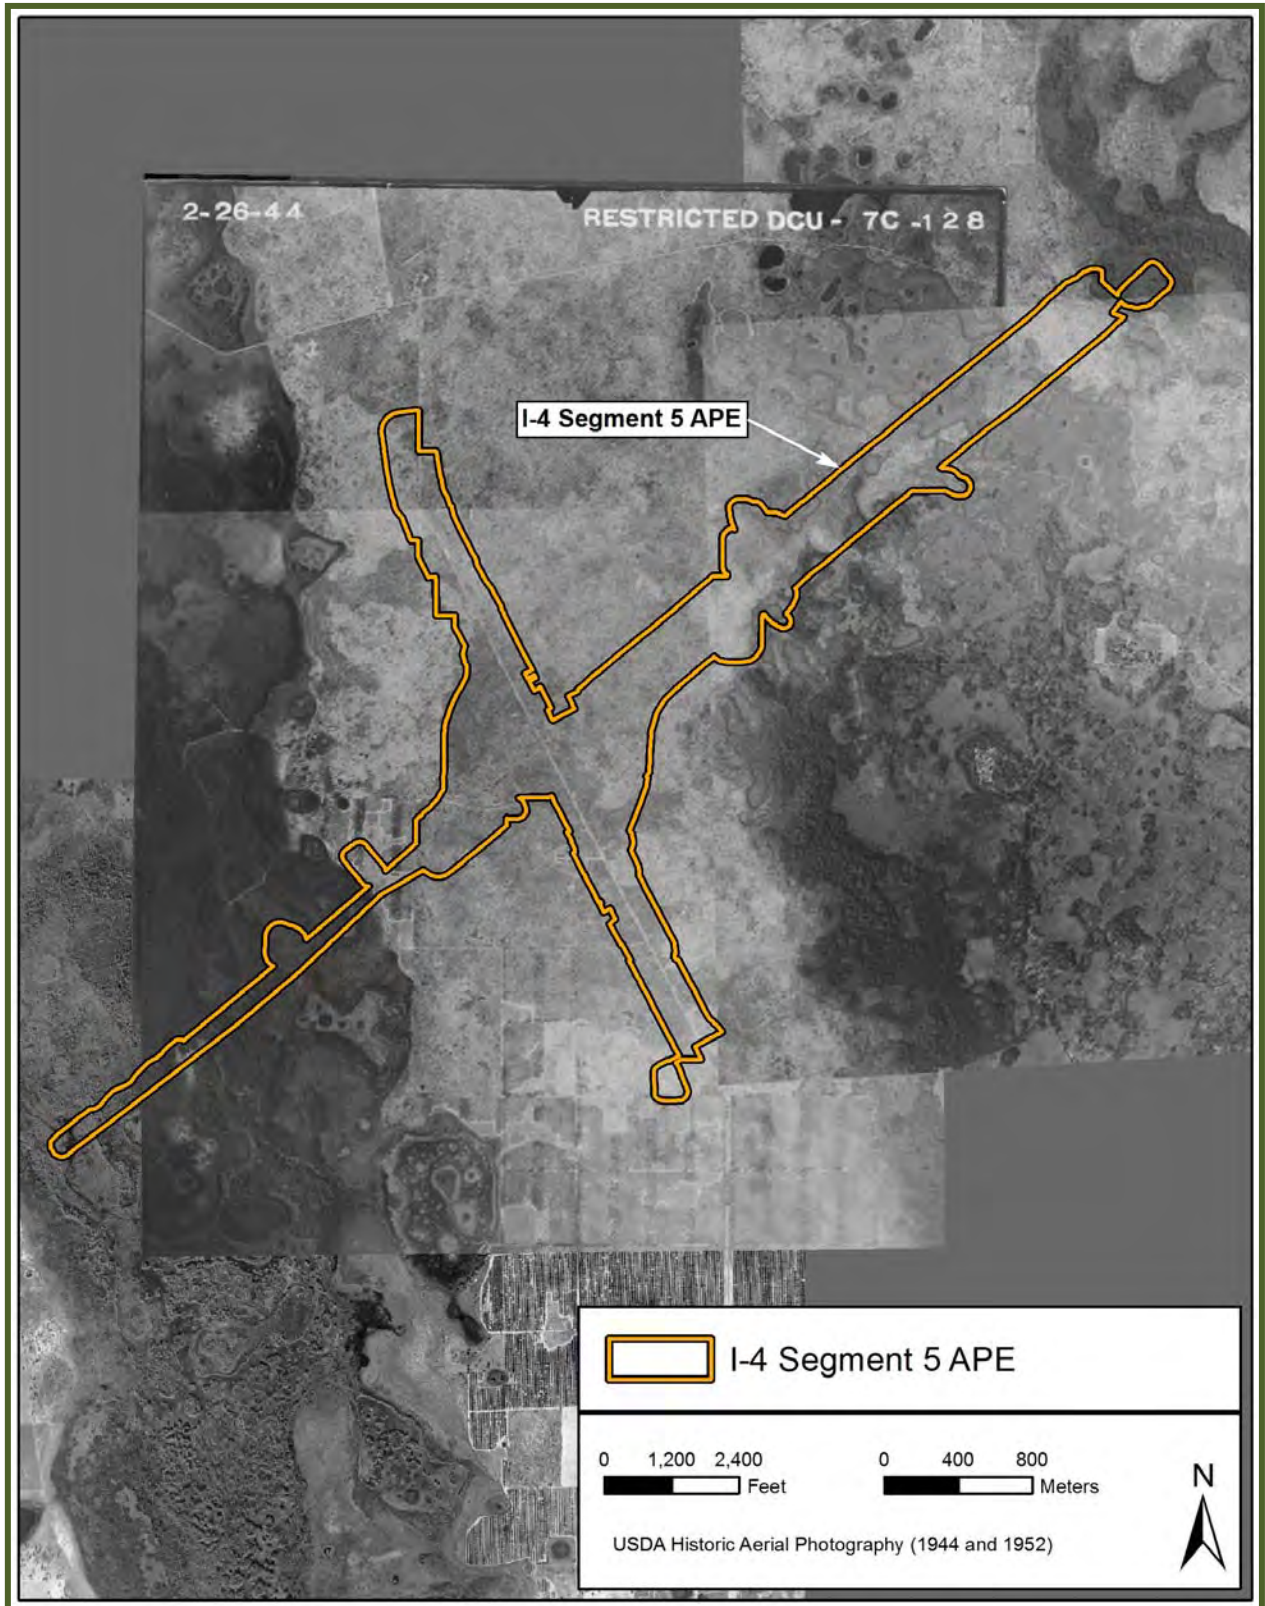 2-26-44
RESTRICTED DCU - 7C -128
I-4 Segment 5 APE
I-4 Segment 5 APE
0 1,200 2,400
Feet
0 400 800
Meters
N
USDA Historic Aerial Photography (1944 and 1952)